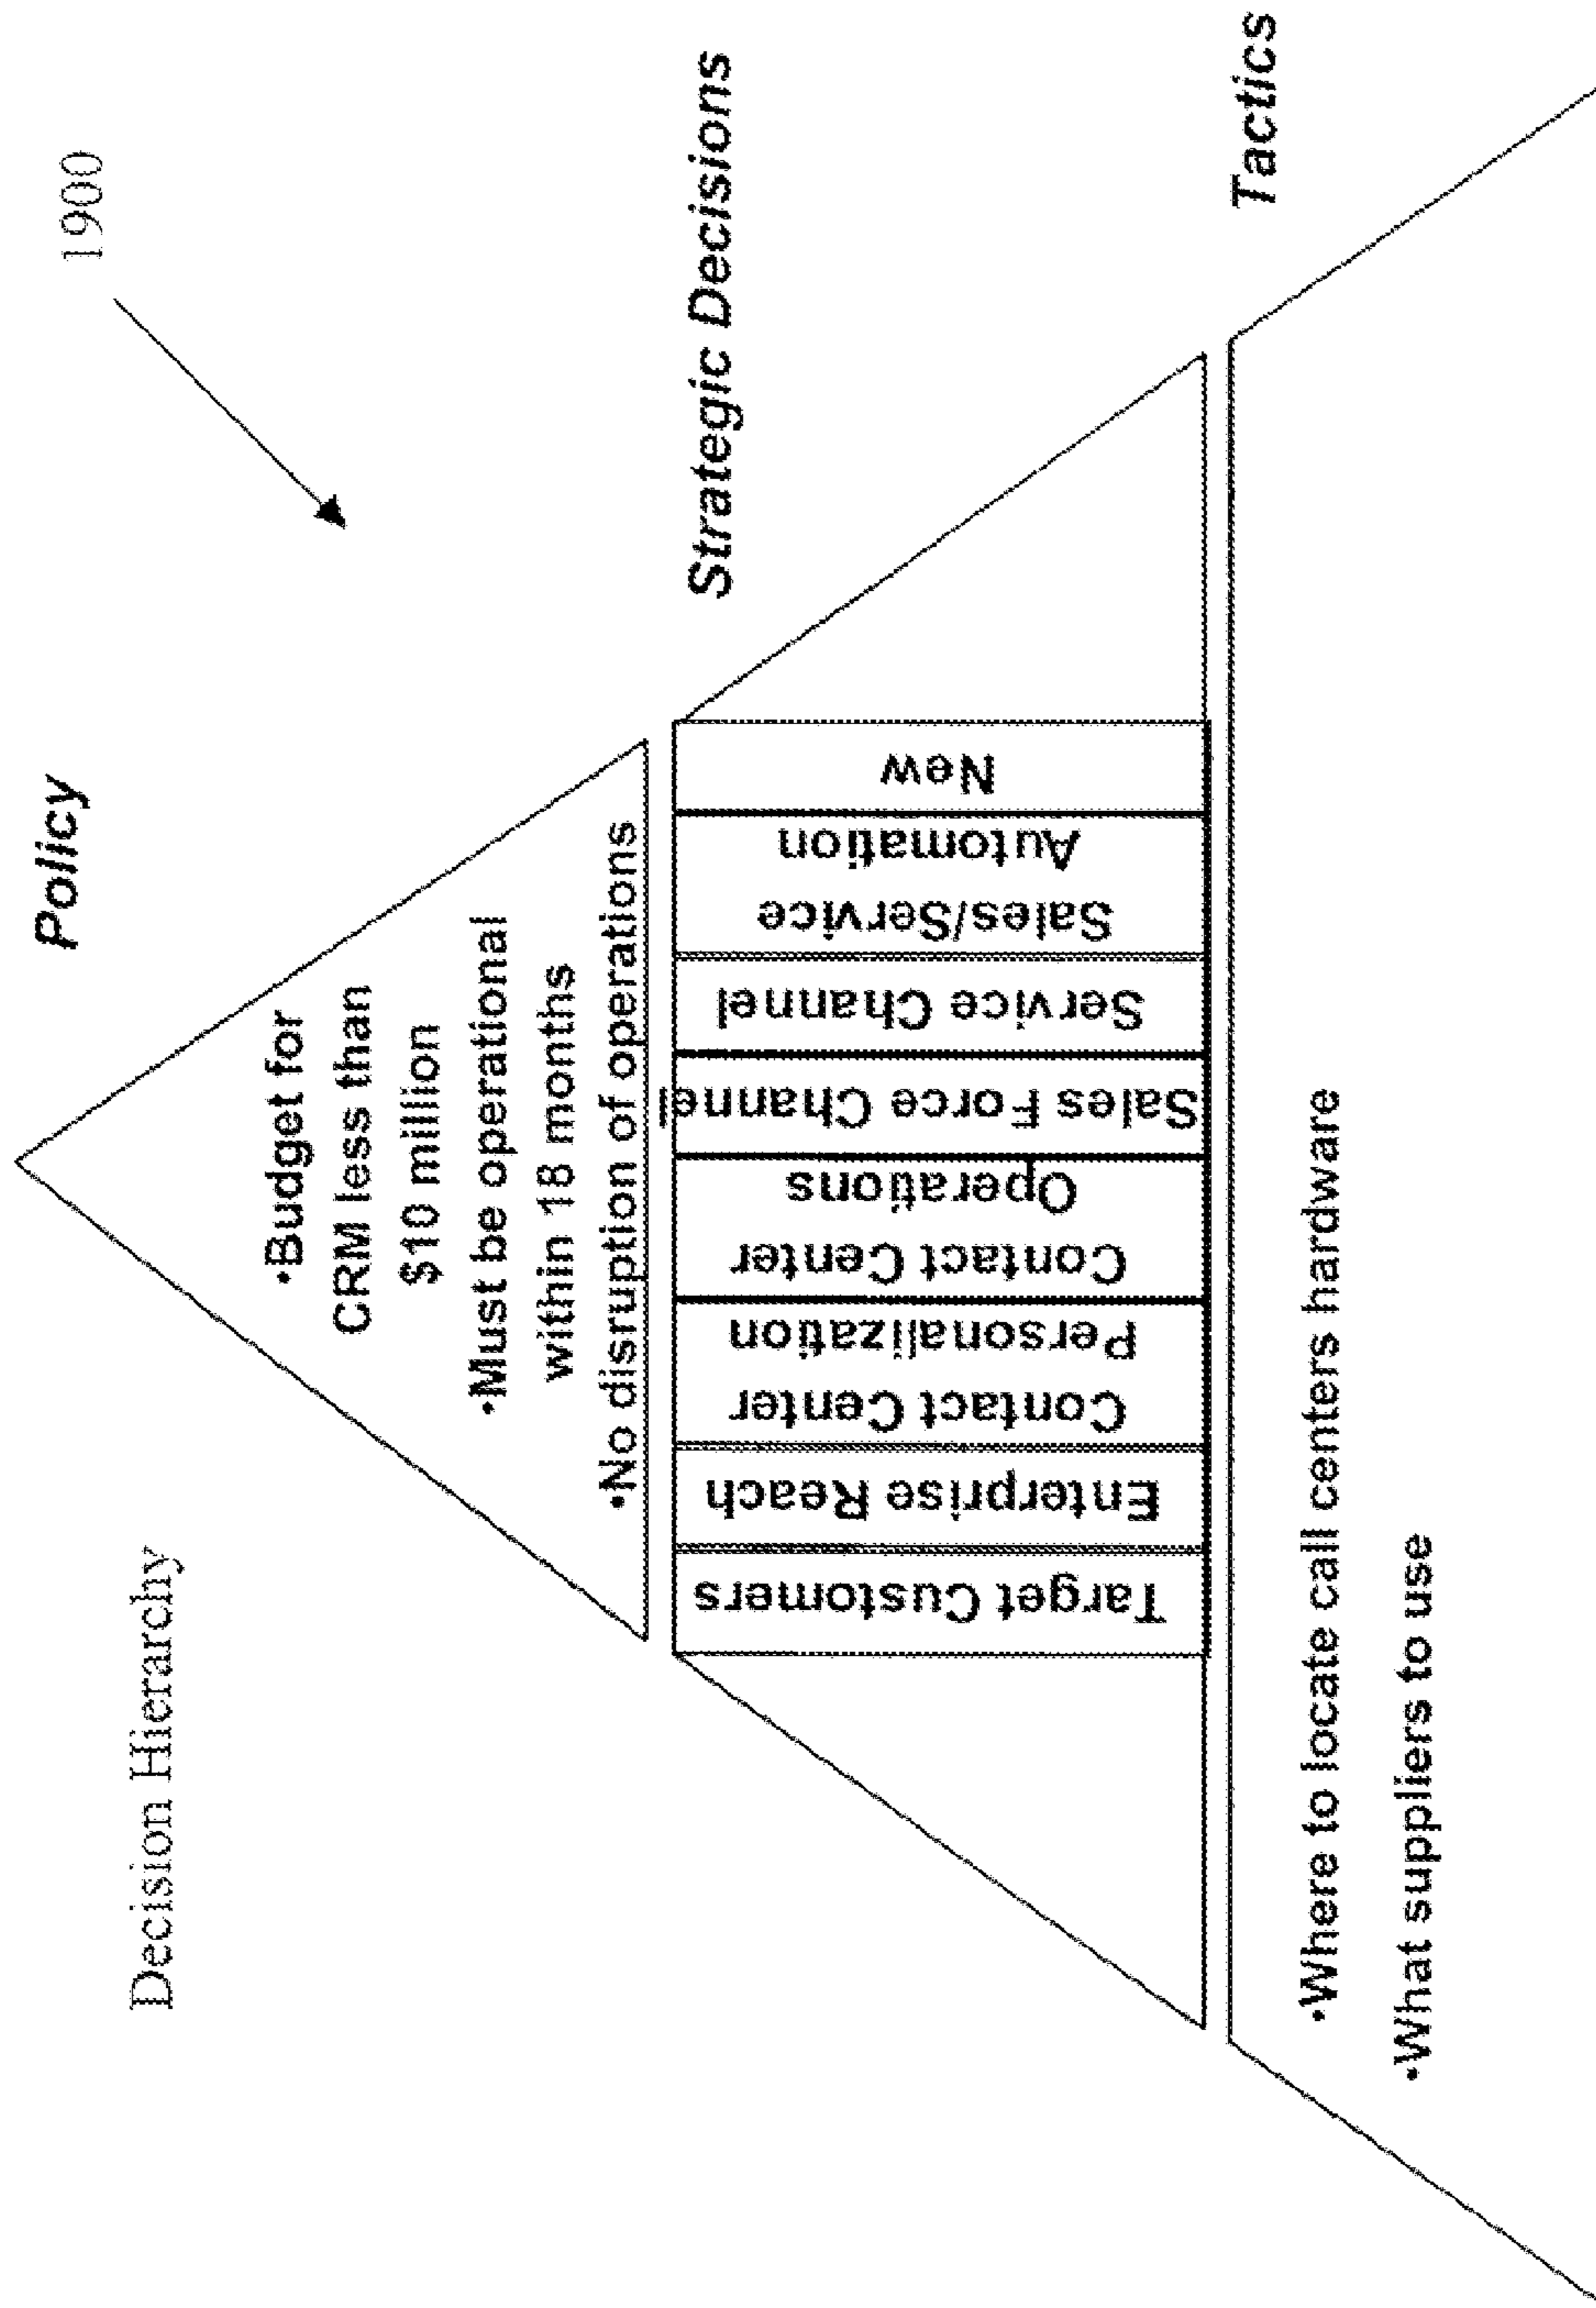 Decision Hierarchy
1900
Policy
•Budget for
CRM less than
$10 million
•Must be operational
within 18 months
•No disruption of operations
Strategic Decisions
Target Customers
Enterprise Reach
Contact Center
Personalization
Contact Center
Operations
Sales Force Channel
Service Channel
Sales/Service
Automation
New
Tactics
•Where to locate call centers hardware
•What suppliers to use